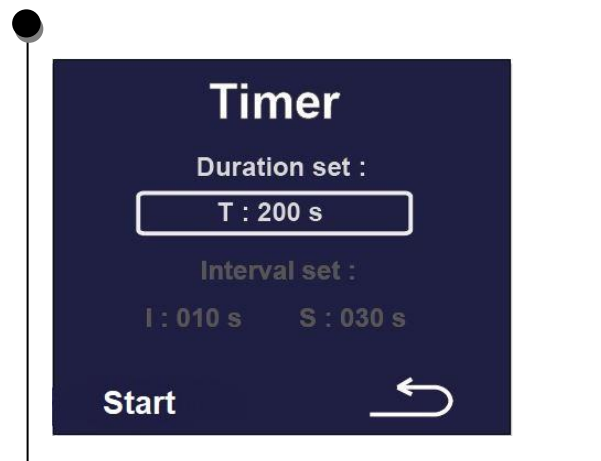 Timer
Duration set :
T : 200 s
Interval set :
I : 010 s S : 030 s
Start